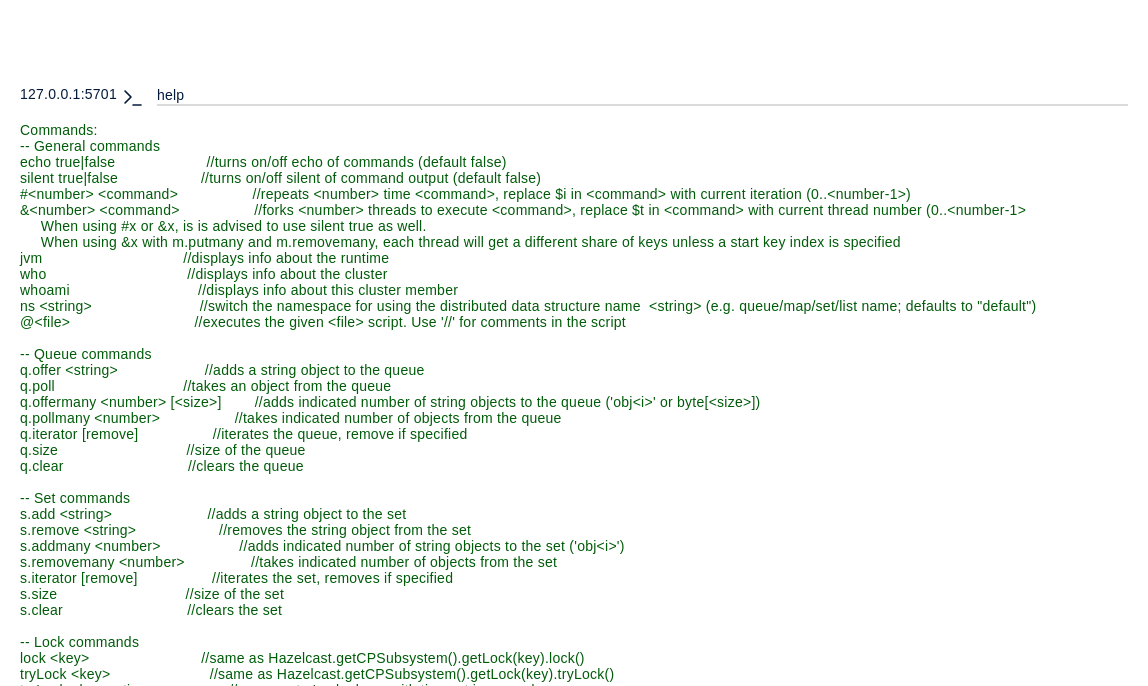 127.0.0.1:5701 >_ help
Commands:
-- General commands
echo true|false //turns on/off echo of commands (default false)
silent true|false //turns on/off silent of command output (default false)
#<number> <command> //repeats <number> time <command>, replace $i in <command> with current iteration (0..<number-1>)
&<number> <command> //forks <number> threads to execute <command>, replace $t in <command> with current thread number (0..<number-1>
When using #x or &x, is is advised to use silent true as well.
When using &x with m.putmany and m.removemany, each thread will get a different share of keys unless a start key index is specified
jvm //displays info about the runtime
who //displays info about the cluster
whoami //displays info about this cluster member
ns <string> //switch the namespace for using the distributed data structure name <string> (e.g. queue/map/set/list name; defaults to "default")
@<file> //executes the given <file> script. Use '//' for comments in the script
-- Queue commands
q.offer <string> //adds a string object to the queue
q.poll //takes an object from the queue
q.offermany <number> [<size>] //adds indicated number of string objects to the queue ('obj<i>' or byte[<size>])
q.pollmany <number> //takes indicated number of objects from the queue
q.iterator [remove] //iterates the queue, remove if specified
q.size //size of the queue
q.clear //clears the queue
-- Set commands
s.add <string> //adds a string object to the set
s.remove <string> //removes the string object from the set
s.addmany <number> //adds indicated number of string objects to the set ('obj<i>')
s.removemany <number> //takes indicated number of objects from the set
s.iterator [remove] //iterates the set, removes if specified
s.size //size of the set
s.clear //clears the set
-- Lock commands
lock <key> //same as Hazelcast.getCPSubsystem().getLock(key).lock()
tryLock <key> //same as Hazelcast.getCPSubsystem().getLock(key).tryLock()